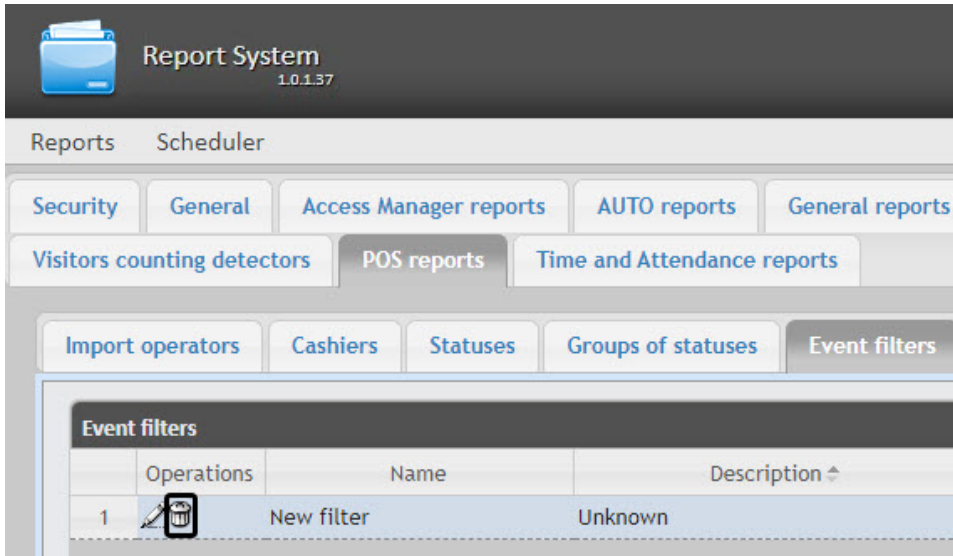 Report System
1.0.1.37
Reports Scheduler
Security General Access Manager reports AUTO reports General reports
Visitors counting detectors POS reports Time and Attendance reports
Import operators Cashiers Statuses Groups of statuses Event filters
Event filters
Operations Name Description
1 New filter Unknown